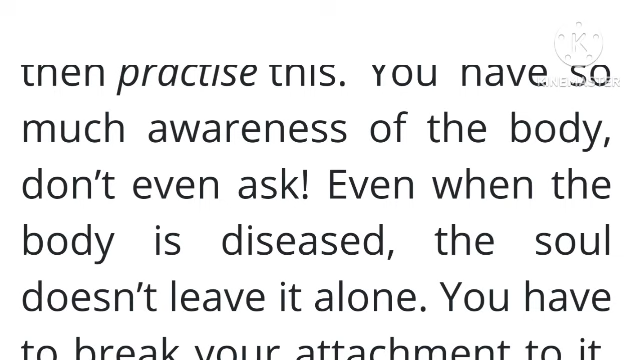 then practise this. You have so
much awareness of the body,
don't even ask! Even when the
body is diseased, the soul
doesn't leave it alone. You have
to break your attachment to it.
KINEMASTER